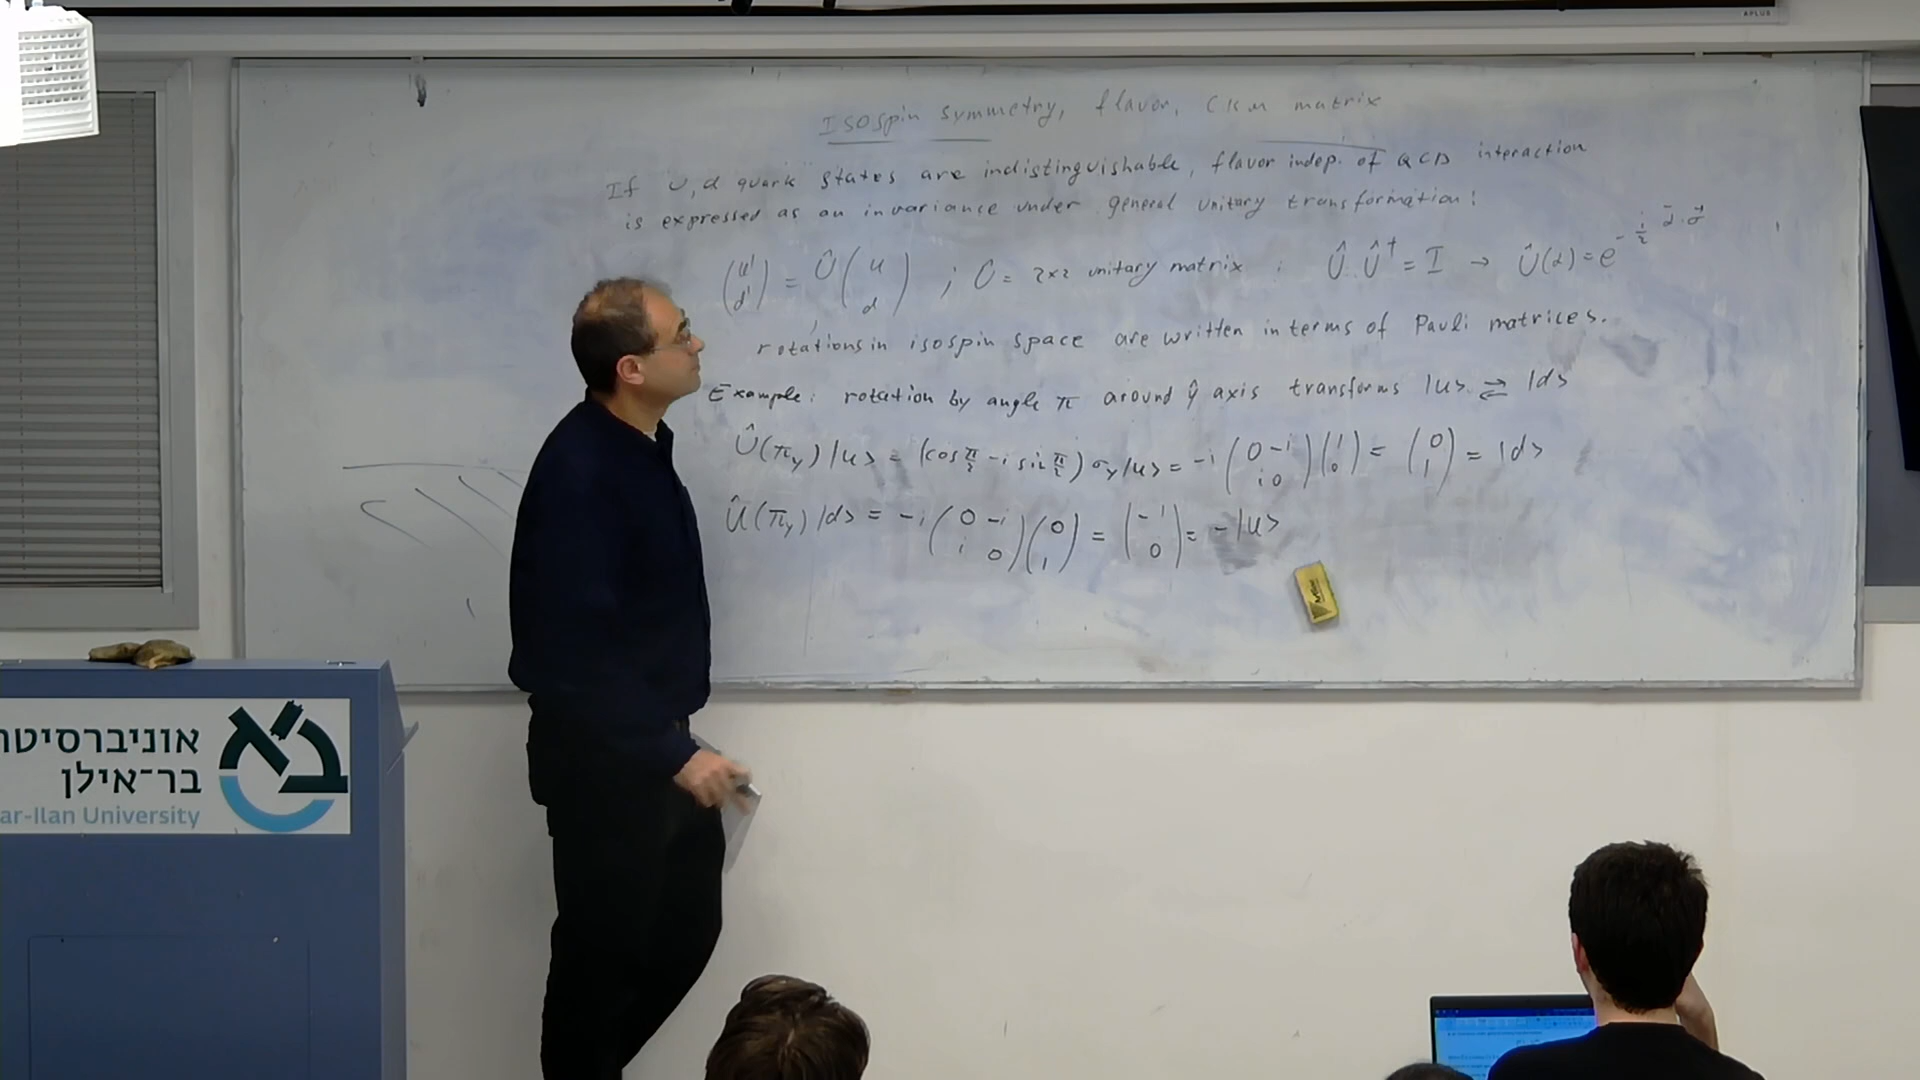 Isospin symmetry, flavor, CKM matrix
If u,d quark states are indistinguishable, flavor indep. of QCD interaction
is expressed as an invariance under general unitary transformation:
(u' d') = Û (u d) ; Û = 2x2 unitary matrix : Û Û† = I → Û(α) = e^{-i/2 α⃗·σ⃗}
rotations in isospin space are written in terms of Pauli matrices.
Example: rotation by angle π around ŷ axis transforms |u> ⇄ |d>
Û(π_y)|u> = (cos π/2 - i sin π/2) σ_y |u> = -i (0 -i i 0)(1 0) = (0 1) = |d>
Û(π_y)|d> = -i (0 -i i 0)(0 1) = (-1 0) = -|u>
אוניברסיטת
בר-אילן
ar-Ilan University
APLUS